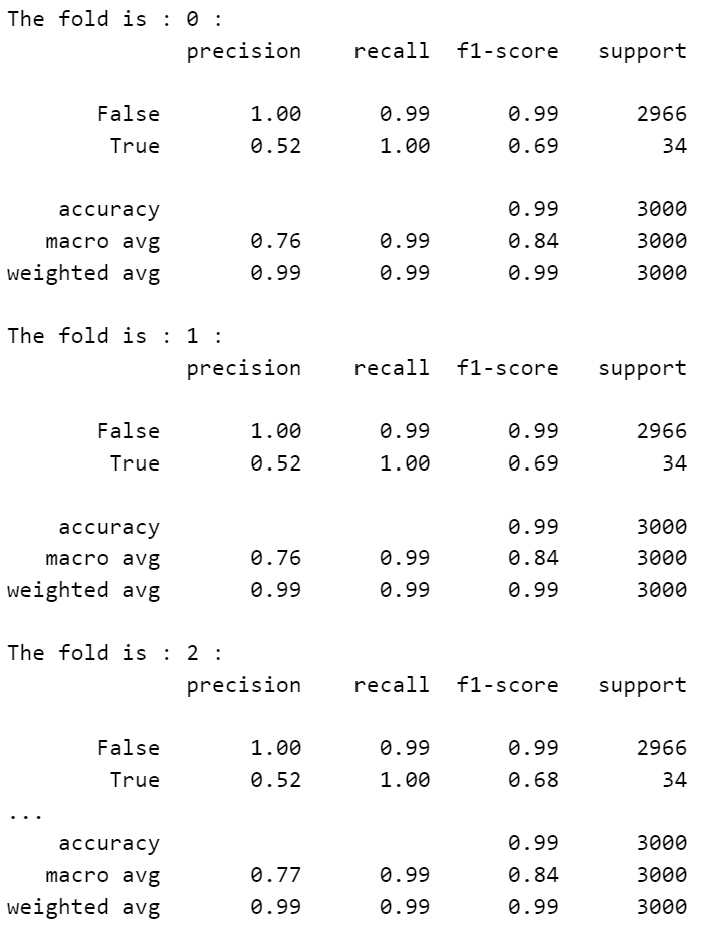 The fold is : 0 :
              precision    recall  f1-score   support

       False       1.00      0.99      0.99      2966
        True       0.52      1.00      0.69        34

    accuracy                           0.99      3000
   macro avg       0.76      0.99      0.84      3000
weighted avg       0.99      0.99      0.99      3000

The fold is : 1 :
              precision    recall  f1-score   support

       False       1.00      0.99      0.99      2966
        True       0.52      1.00      0.69        34

    accuracy                           0.99      3000
   macro avg       0.76      0.99      0.84      3000
weighted avg       0.99      0.99      0.99      3000

The fold is : 2 :
              precision    recall  f1-score   support

       False       1.00      0.99      0.99      2966
        True       0.52      1.00      0.68        34
...
    accuracy                           0.99      3000
   macro avg       0.77      0.99      0.84      3000
weighted avg       0.99      0.99      0.99      3000